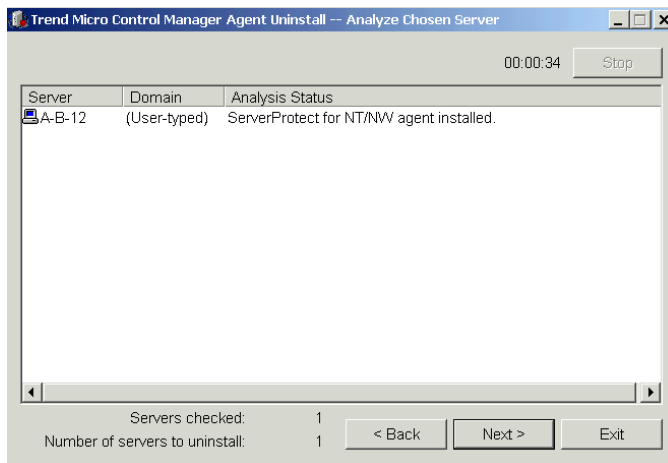 Trend Micro Control Manager Agent Uninstall -- Analyze Chosen Server
00:00:34 Stop
Server Domain Analysis Status
A-B-12 (User-typed) ServerProtect for NT/NW agent installed.
Servers checked: 1
Number of servers to uninstall: 1
< Back Next > Exit